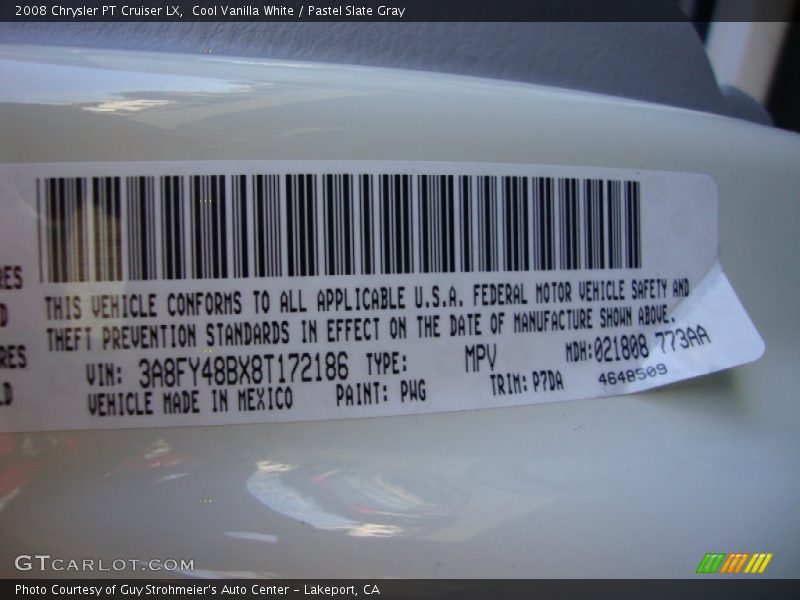 2008 Chrysler PT Cruiser LX, Cool Vanilla White / Pastel Slate Gray
RES
D
THIS VEHICLE CONFORMS TO ALL APPLICABLE U.S.A. FEDERAL MOTOR VEHICLE SAFETY AND
THEFT PREVENTION STANDARDS IN EFFECT ON THE DATE OF MANUFACTURE SHOWN ABOVE.
RES
LD
VIN: 3A8FY48BX8T172186 TYPE: MPV MDH:021808 773AA
VEHICLE MADE IN MEXICO PAINT: PWG TRIM:P7DA 4648509
GTCARLOT.COM
Photo Courtesy of Guy Strohmeier's Auto Center - Lakeport, CA